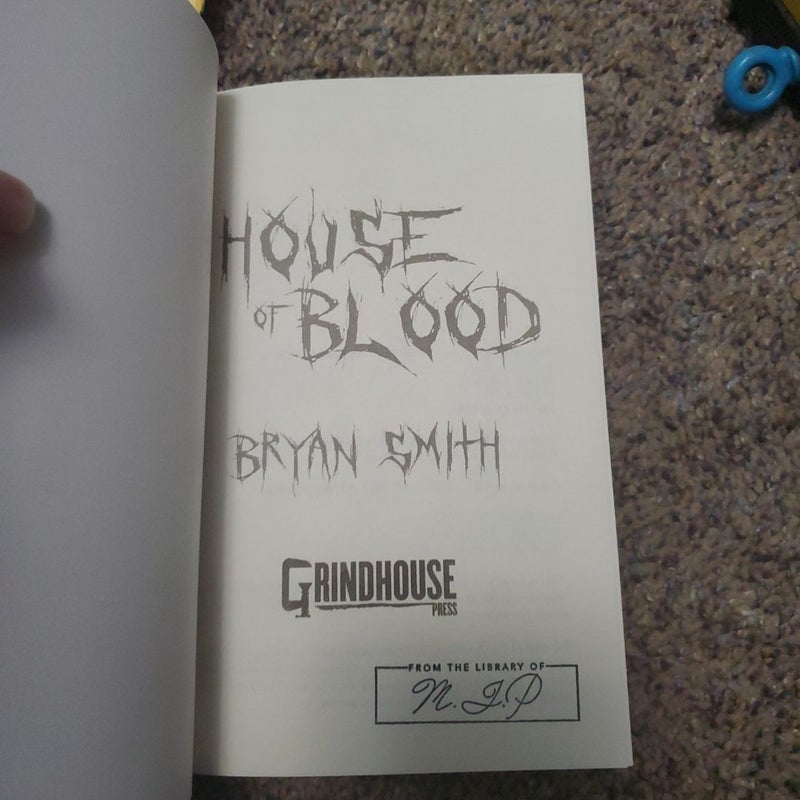 HOUSE
OF BLOOD
BRYAN SMITH
GRINDHOUSE
PRESS
FROM THE LIBRARY OF
M. J. P